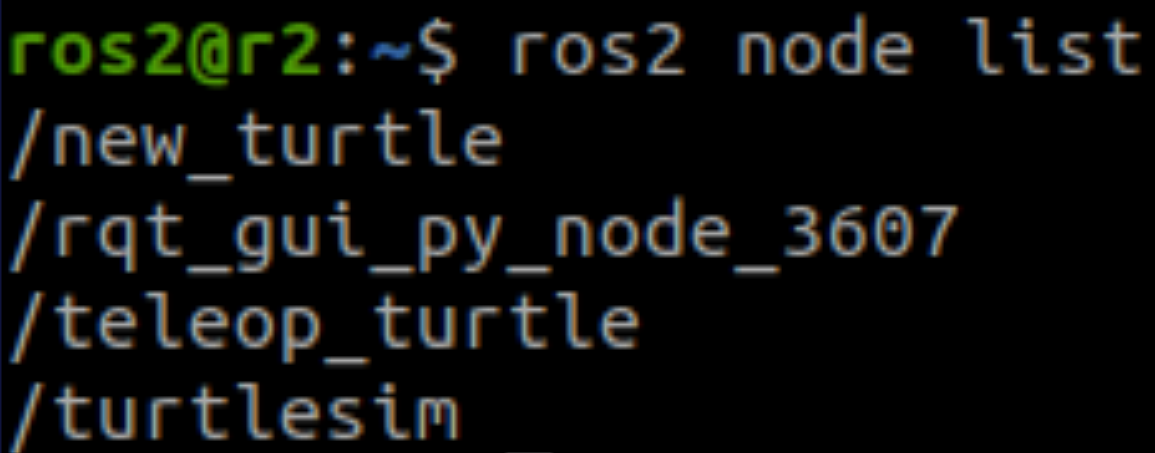 ros2@r2:~$ ros2 node list
/new_turtle
/rqt_gui_py_node_3607
/teleop_turtle
/turtlesim